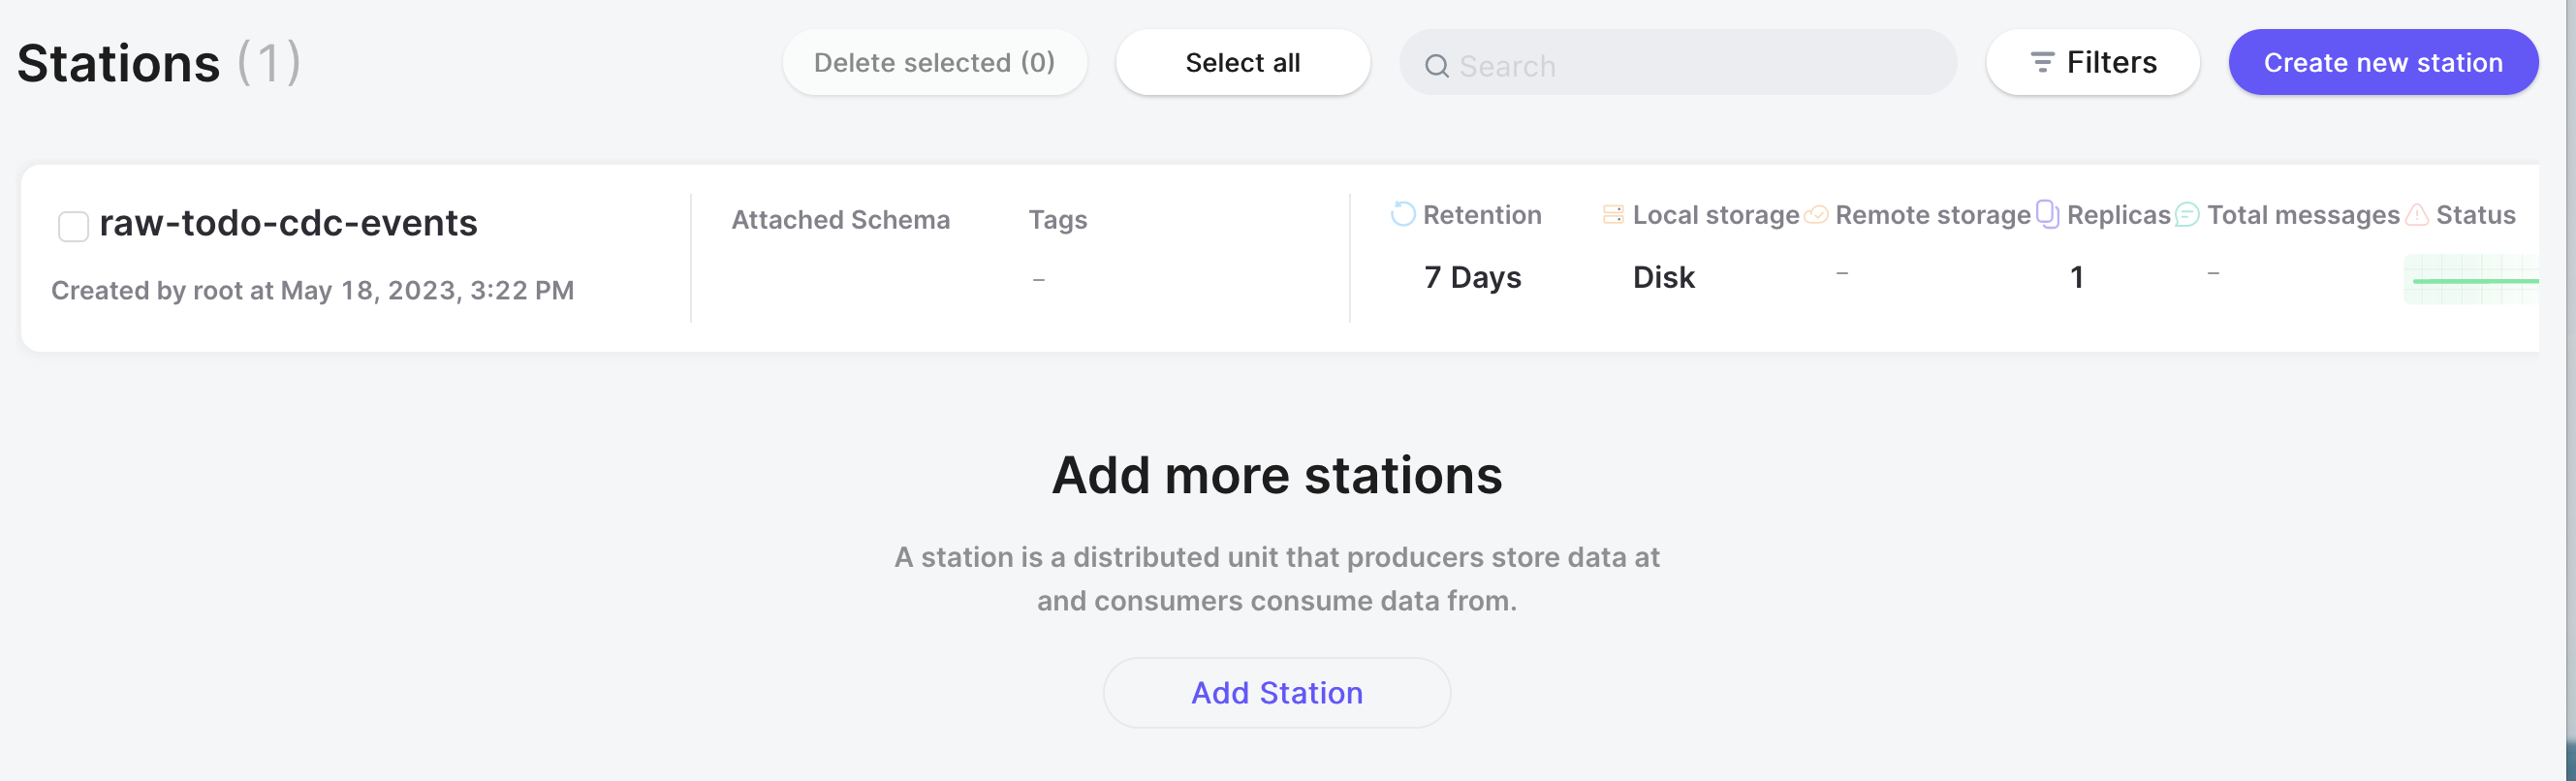 Stations (1)
Delete selected (0)
Select all
Search
Filters
Create new station
raw-todo-cdc-events
Created by root at May 18, 2023, 3:22 PM
Attached Schema
Tags
–
Retention
7 Days
Local storage
Disk
Remote storage
–
Replicas
1
Total messages
–
Status
Add more stations
A station is a distributed unit that producers store data at
and consumers consume data from.
Add Station